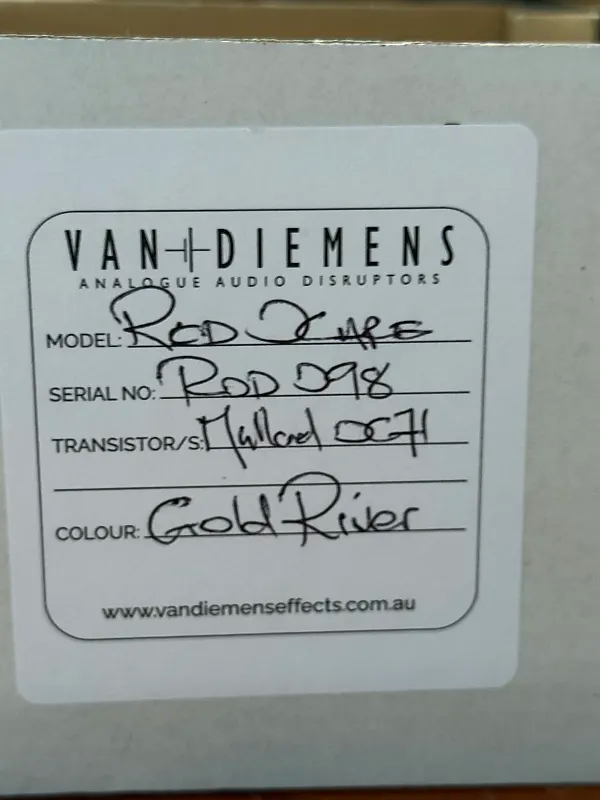 VAN DIEMENS
ANALOGUE AUDIO DISRUPTORS
MODEL: ROD
SERIAL NO: ROD 098
TRANSISTOR/S: Mullard OC71
COLOUR: Gold River
www.vandiemenseffects.com.au